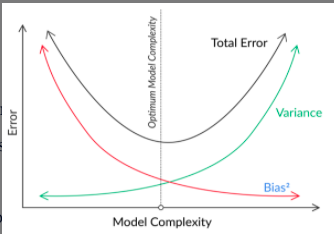 Total Error
Optimum Model Complexity
Variance
Error
Bias²
Model Complexity